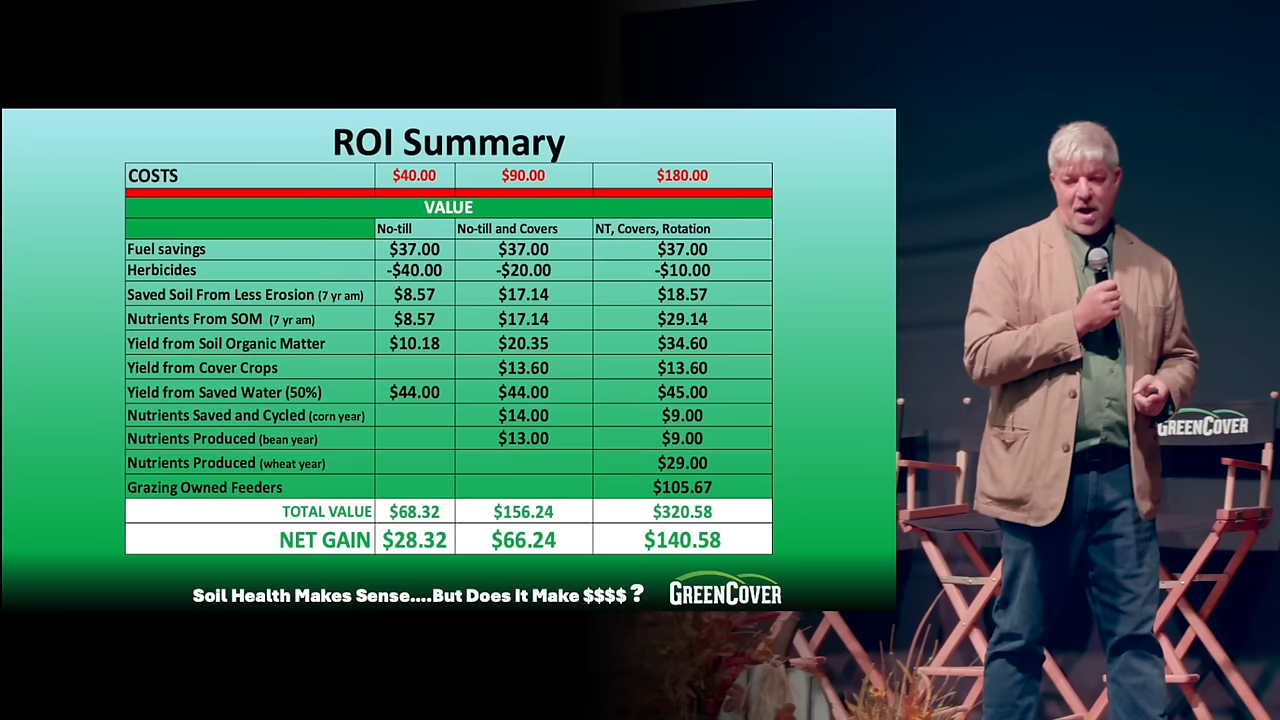 ROI Summary
COSTS $40.00 $90.00 $180.00
VALUE
No-till No-till and Covers NT, Covers, Rotation
Fuel savings $37.00 $37.00 $37.00
Herbicides -$40.00 -$20.00 -$10.00
Saved Soil From Less Erosion (7 yr am) $8.57 $17.14 $18.57
Nutrients From SOM (7 yr am) $8.57 $17.14 $29.14
Yield from Soil Organic Matter $10.18 $20.35 $34.60
Yield from Cover Crops $13.60 $13.60
Yield from Saved Water (50%) $44.00 $44.00 $45.00
Nutrients Saved and Cycled (corn year) $14.00 $9.00
Nutrients Produced (bean year) $13.00 $9.00
Nutrients Produced (wheat year) $29.00
Grazing Owned Feeders $105.67
TOTAL VALUE $68.32 $156.24 $320.58
NET GAIN $28.32 $66.24 $140.58
Soil Health Makes Sense....But Does It Make $$$$ ?
GREENCOVER
GREENCOVER